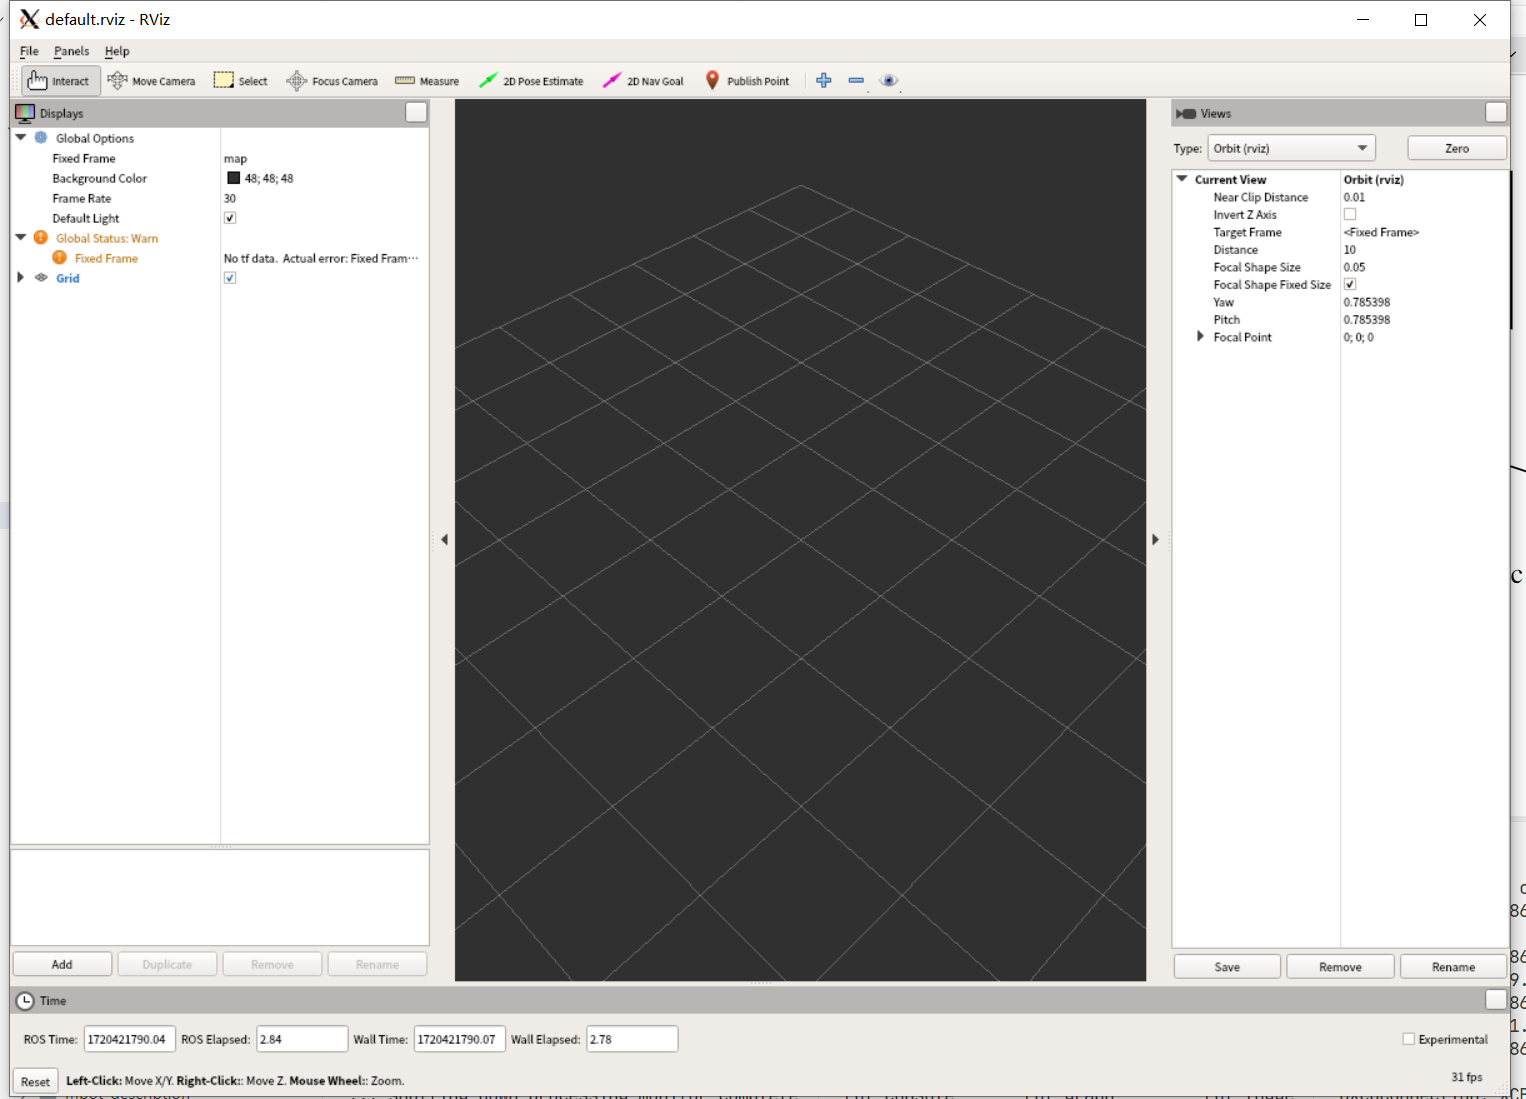 default.rviz - RViz
File Panels Help
Interact Move Camera Select Focus Camera Measure 2D Pose Estimate 2D Nav Goal Publish Point
Displays
Global Options
Fixed Frame map
Background Color 48; 48; 48
Frame Rate 30
Default Light
Global Status: Warn
Fixed Frame No tf data. Actual error: Fixed Fram···
Grid
Add Duplicate Remove Rename
Views
Type: Orbit (rviz) Zero
Current View Orbit (rviz)
Near Clip Distance 0.01
Invert Z Axis
Target Frame <Fixed Frame>
Distance 10
Focal Shape Size 0.05
Focal Shape Fixed Size
Yaw 0.785398
Pitch 0.785398
Focal Point 0; 0; 0
Save Remove Rename
Time
ROS Time: 1720421790.04 ROS Elapsed: 2.84 Wall Time: 1720421790.07 Wall Elapsed: 2.78 Experimental
Reset Left-Click: Move X/Y. Right-Click:: Move Z. Mouse Wheel:: Zoom. 31 fps